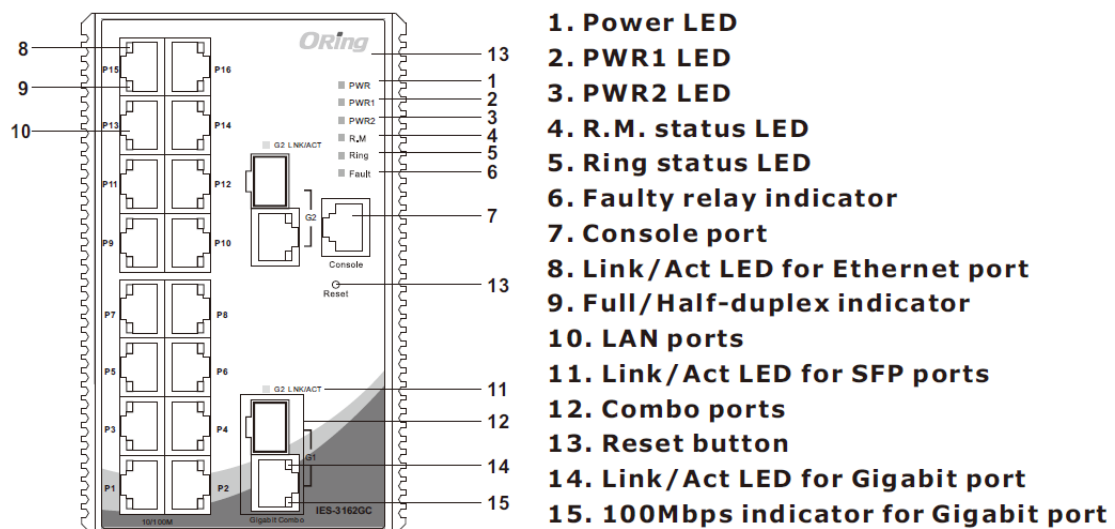 ORing
8
13
P15
P16
9
PWR
1
PWR1
2
PWR2
3
10
P13
P14
R.M
4
G2 LNK/ACT
Ring
5
Fault
6
P11
P12
G2
7
P9
P10
Console
Reset
13
P7
P8
P5
P6
G2 LNK/ACT
11
12
P3
P4
G1
14
P1
P2
15
IES-3162GC
10/100M
Gigabit Combo
1. Power LED
2. PWR1 LED
3. PWR2 LED
4. R.M. status LED
5. Ring status LED
6. Faulty relay indicator
7. Console port
8. Link/Act LED for Ethernet port
9. Full/Half-duplex indicator
10. LAN ports
11. Link/Act LED for SFP ports
12. Combo ports
13. Reset button
14. Link/Act LED for Gigabit port
15. 100Mbps indicator for Gigabit port